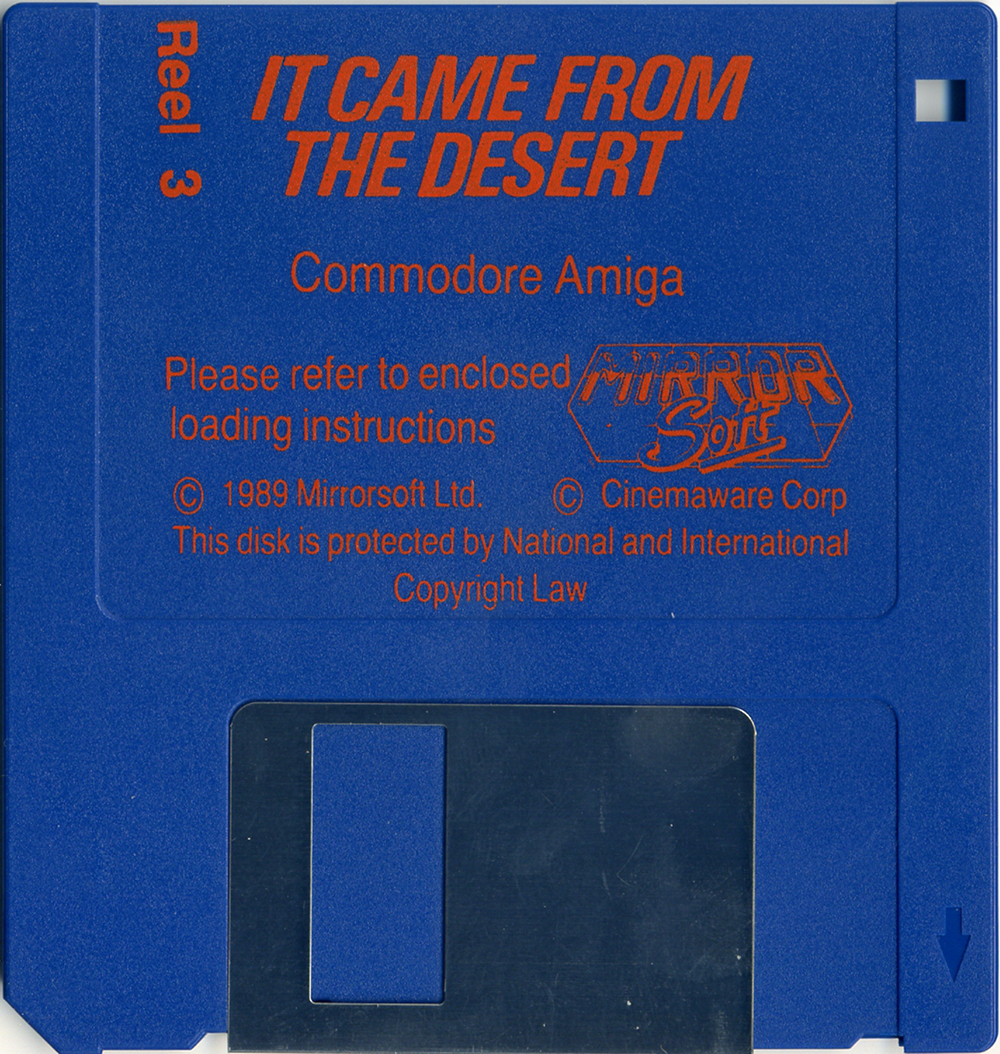 Reel 3
IT CAME FROM
THE DESERT
Commodore Amiga
Please refer to enclosed
loading instructions
MIRROR
Soft
© 1989 Mirrorsoft Ltd. © Cinemaware Corp
This disk is protected by National and International
Copyright Law